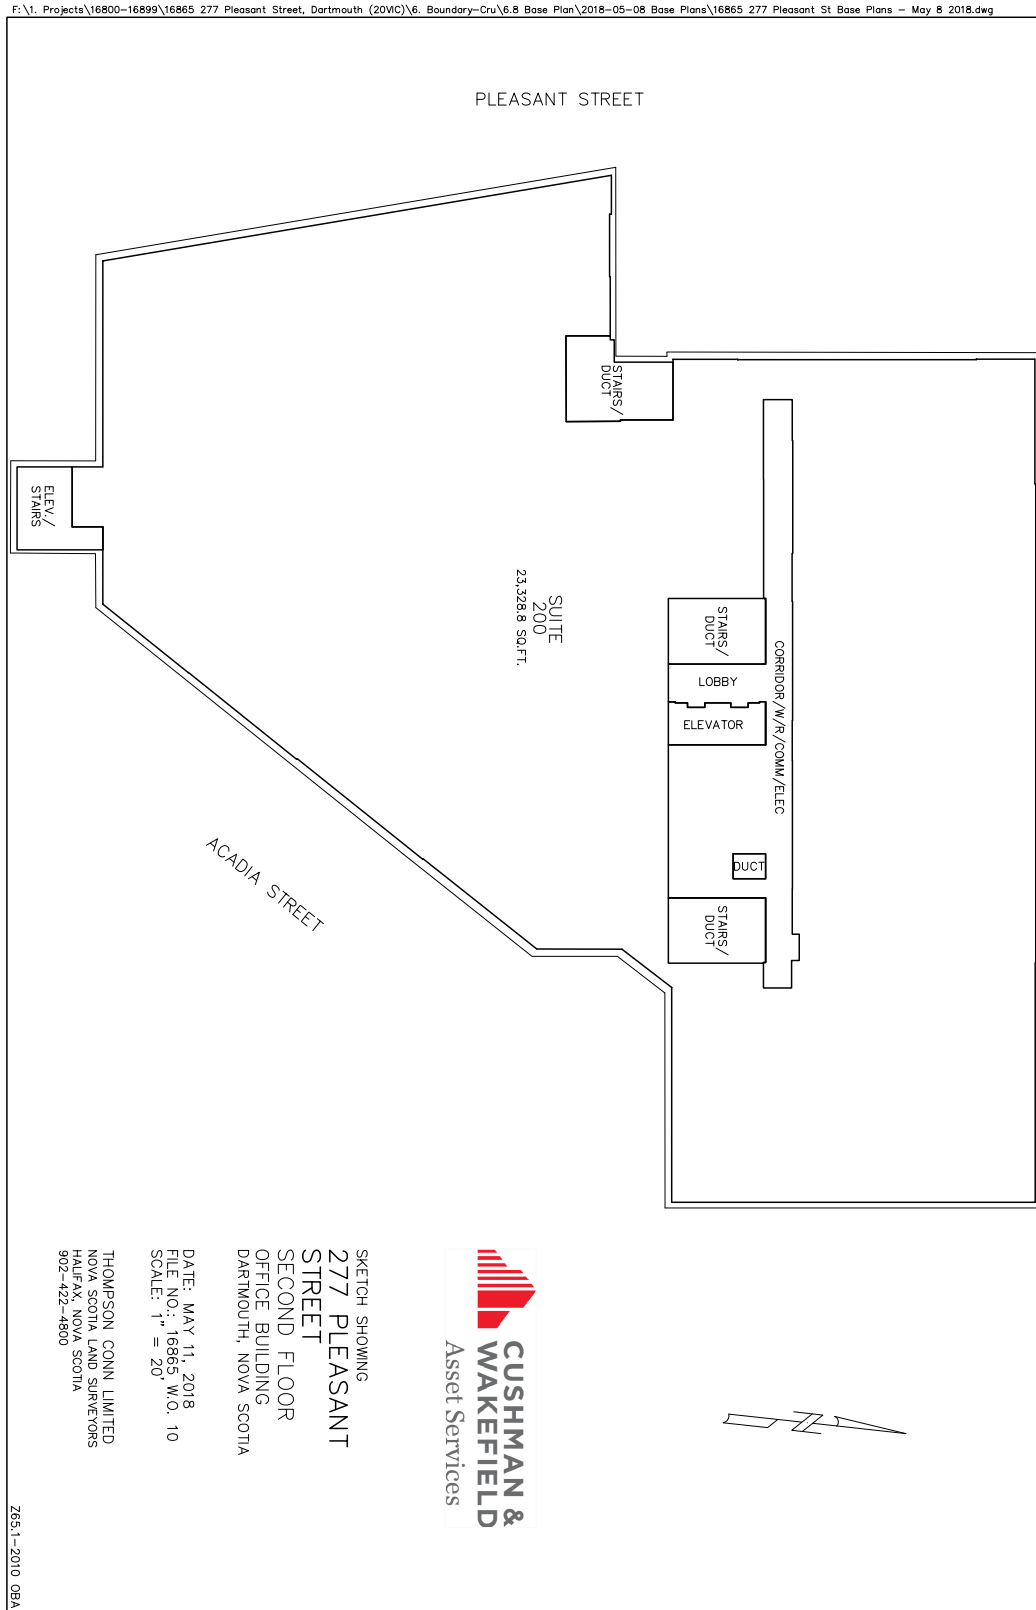 F:\1. Projects\16800-16899\16865 277 Pleasant Street, Dartmouth (20VIC)\6. Boundary-Cru\6.8 Base Plan\2018-05-08 Base Plans\16865 277 Pleasant St Base Plans - May 8 2018.dwg
PLEASANT STREET
STAIRS/
DUCT
ELEV./
STAIRS
SUITE
200
23,328.8 SQ.FT.
STAIRS/
DUCT
LOBBY
ELEVATOR
CORRIDOR/W/R/COMM/ELEC
DUCT
STAIRS/
DUCT
ACADIA STREET
CUSHMAN &
WAKEFIELD
Asset Services
SKETCH SHOWING
277 PLEASANT
STREET
SECOND FLOOR
OFFICE BUILDING
DARTMOUTH, NOVA SCOTIA
DATE: MAY 11, 2018
FILE NO.: 16865 W.O. 10
SCALE: 1" = 20'
THOMPSON CONN LIMITED
NOVA SCOTIA LAND SURVEYORS
HALIFAX, NOVA SCOTIA
902-422-4800
Z65.1-2010 OBA